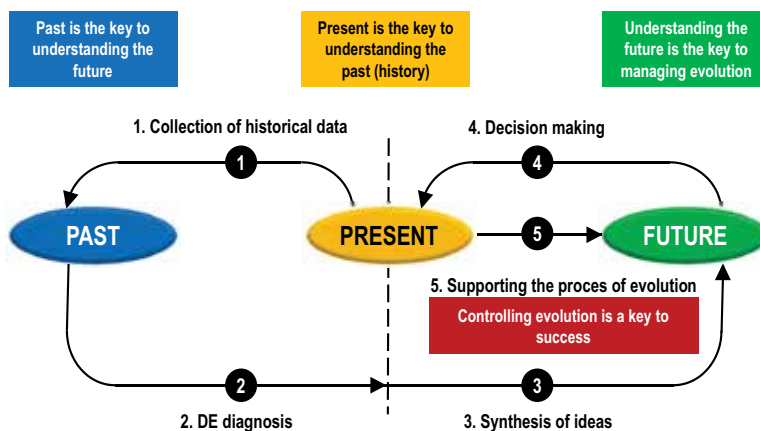 Past is the key to
understanding the
future
Present is the key to
understanding the
past (history)
Understanding the
future is the key to
managing evolution
1. Collection of historical data
4. Decision making
1
4
PAST
PRESENT
5
FUTURE
5. Supporting the proces of evolution
Controlling evolution is a key to
success
2
3
2. DE diagnosis
3. Synthesis of ideas